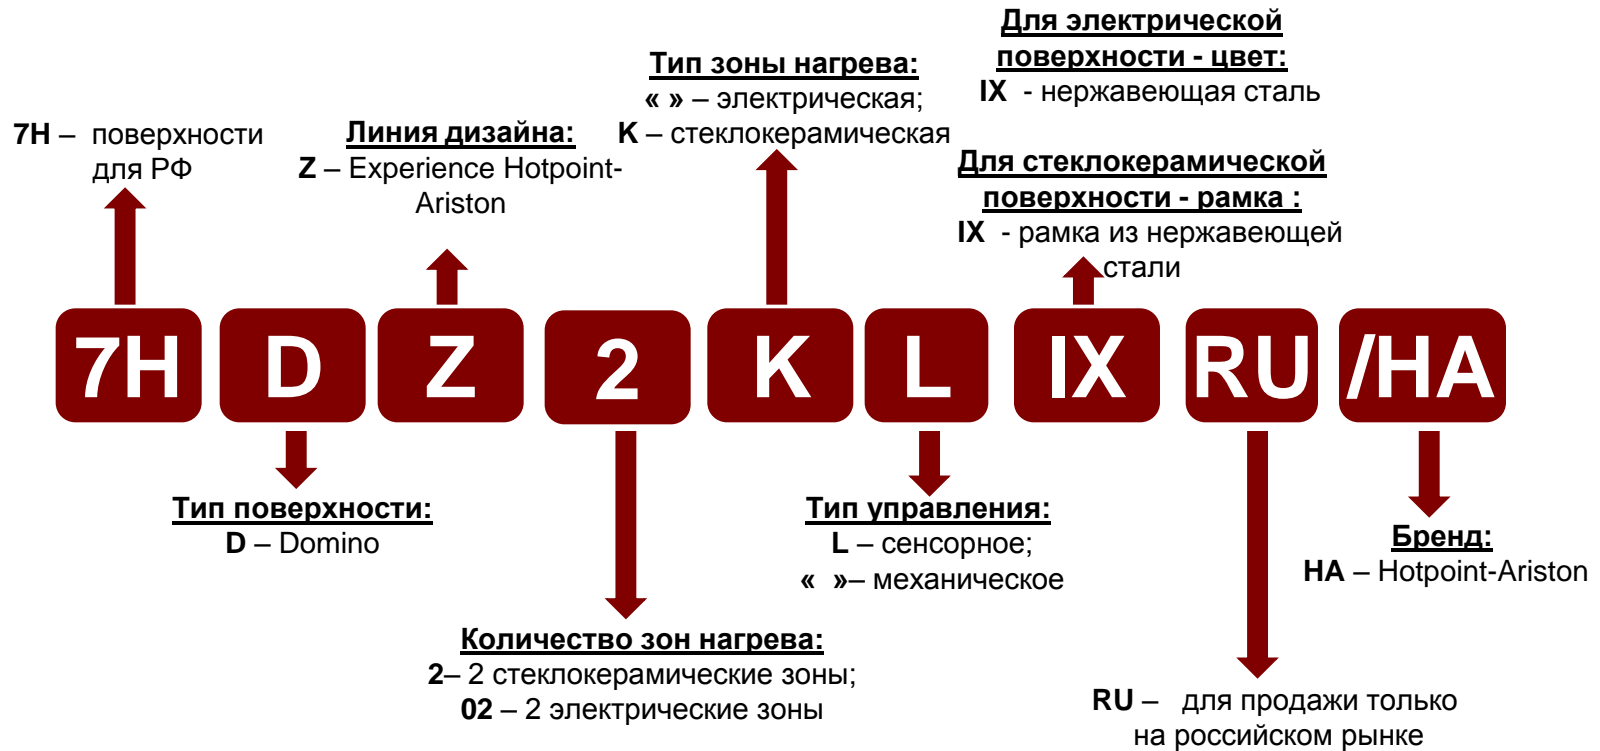 Для электрической
поверхности - цвет:
IX - нержавеющая сталь
Тип зоны нагрева:
« » – электрическая;
K – стеклокерамическая
7H – поверхности
для РФ
Линия дизайна:
Z – Experience Hotpoint-
Ariston
Для стеклокерамической
поверхности - рамка :
IX - рамка из нержавеющей
стали
7H D Z 2 K L IX RU /HA
Тип поверхности:
D – Domino
Количество зон нагрева:
2– 2 стеклокерамические зоны;
02 – 2 электрические зоны
Тип управления:
L – сенсорное;
« »– механическое
RU – для продажи только
на российском рынке
Бренд:
HA – Hotpoint-Ariston